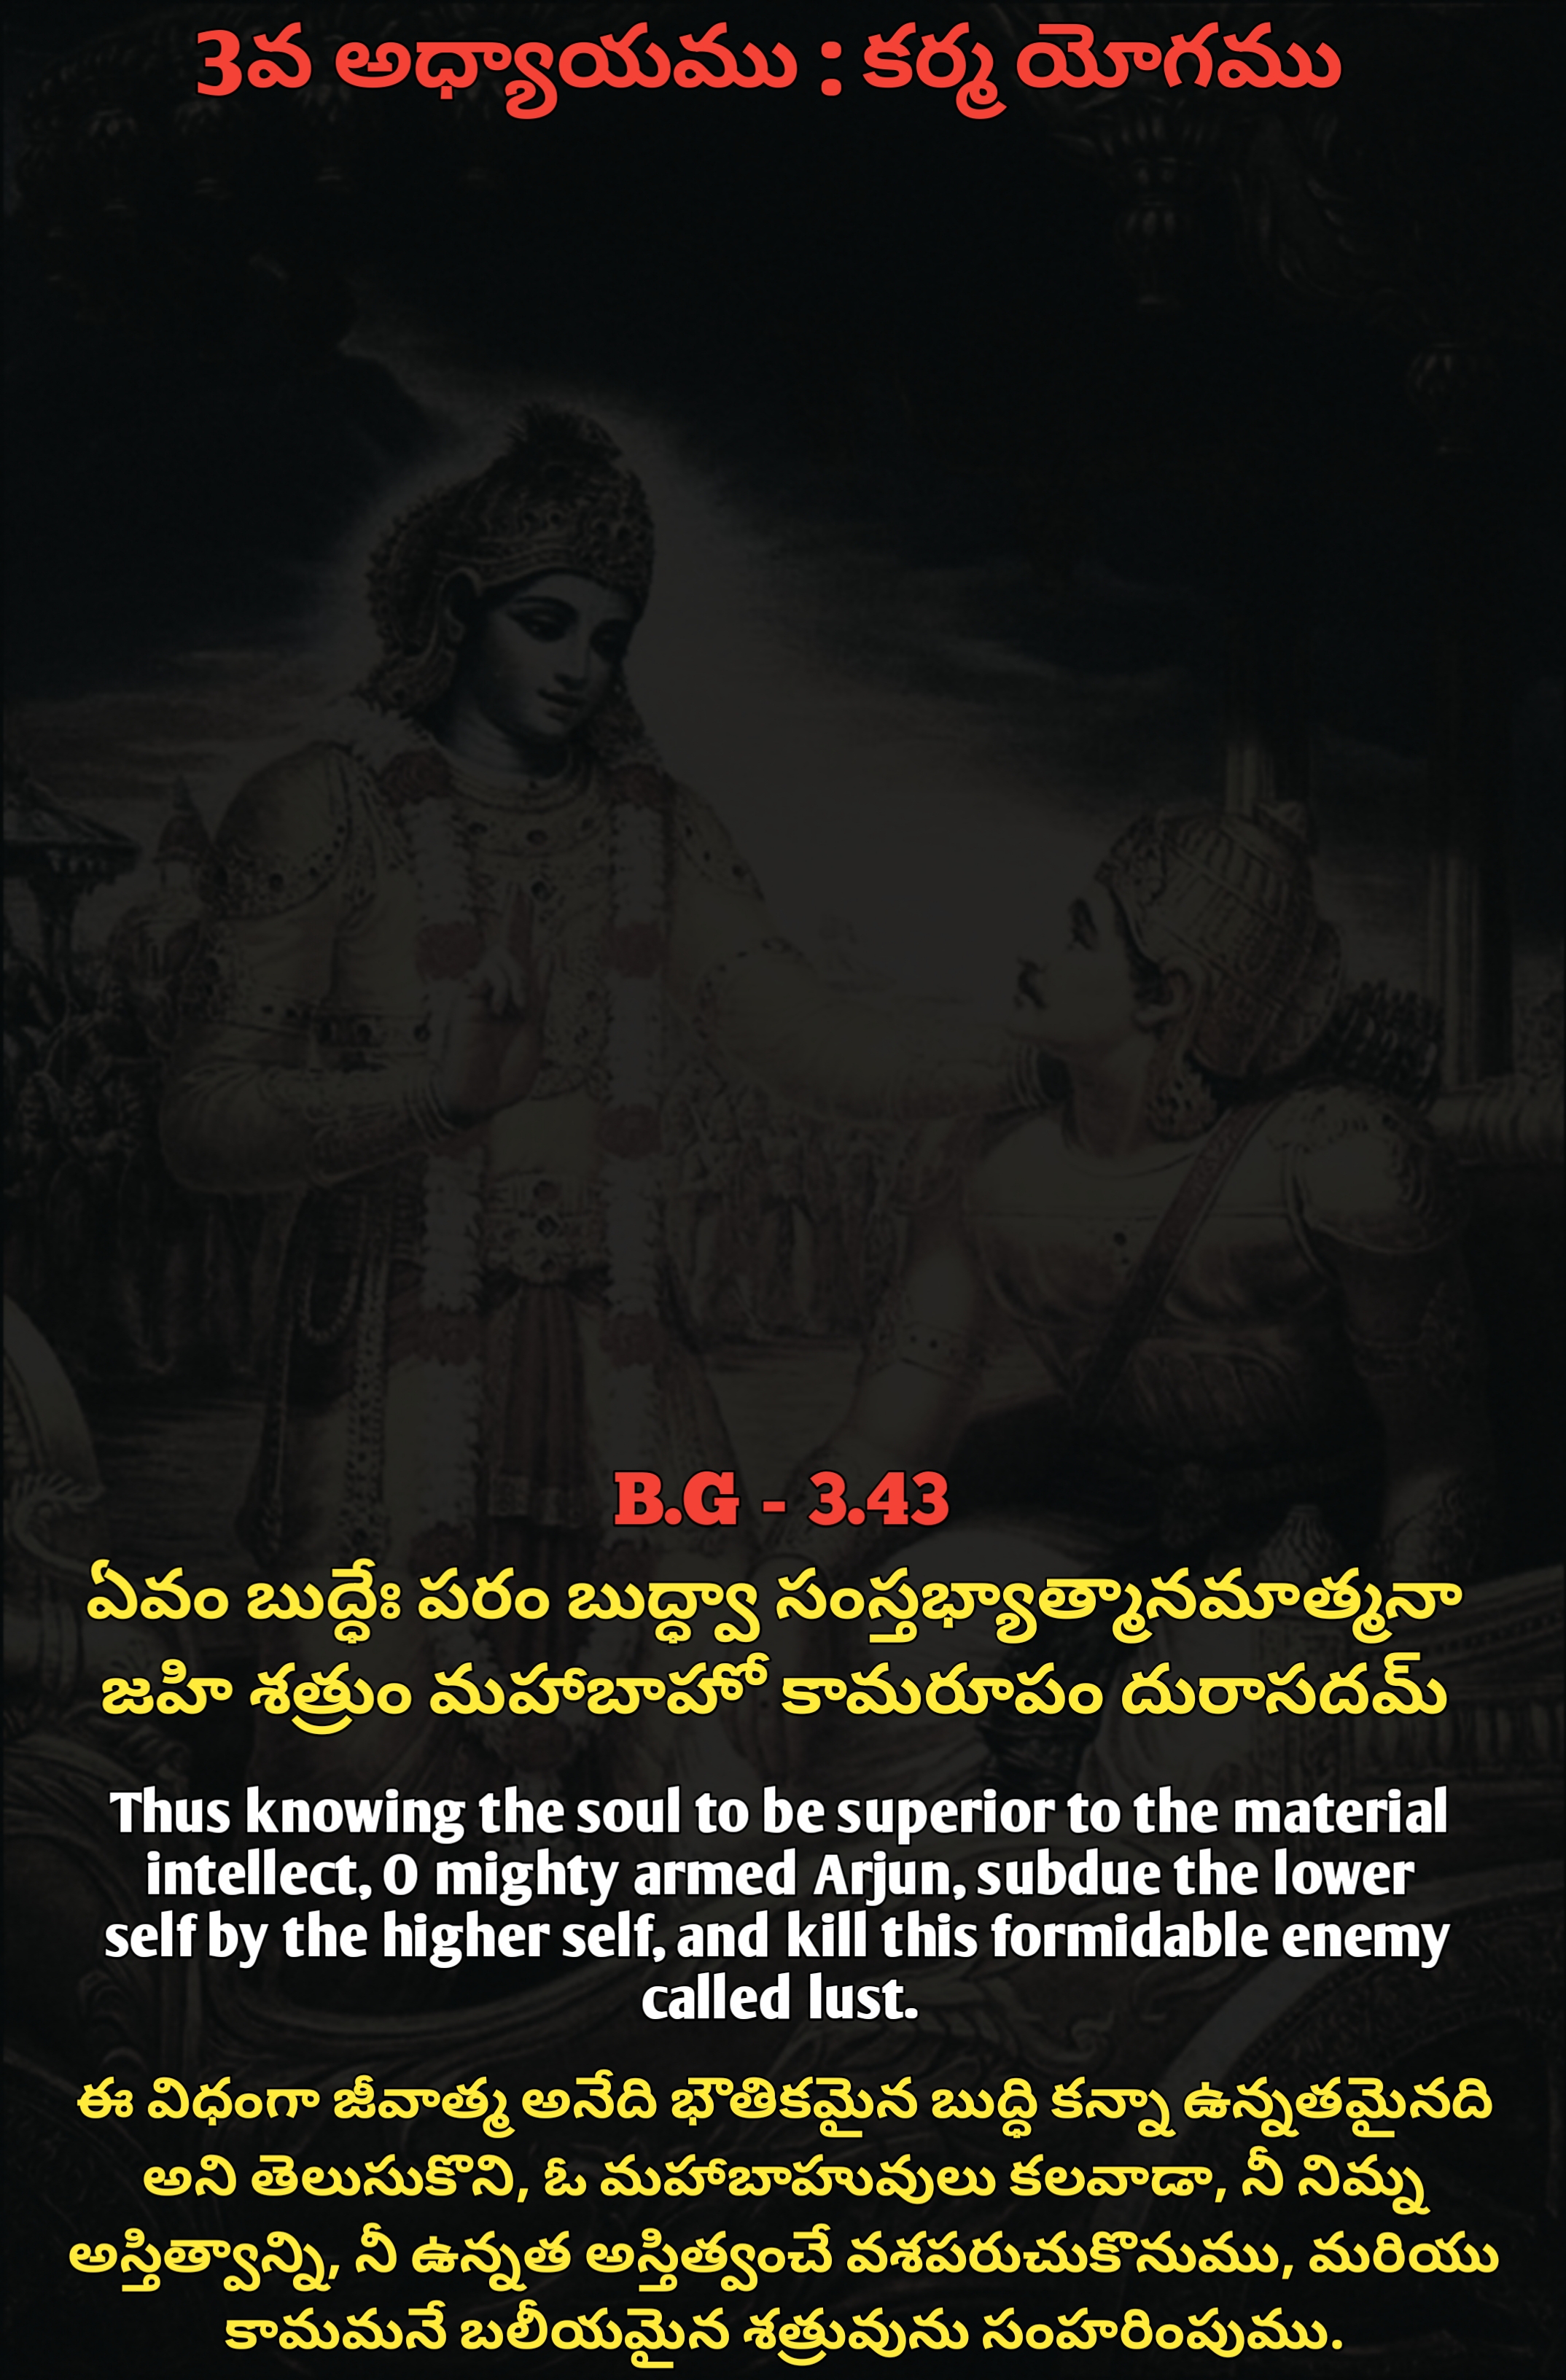 3వ అధ్యాయము : కర్మ యోగము
B.G - 3.43
ఏవం బుద్ధేః పరం బుద్ధ్వా సంస్తభ్యాత్మానమాత్మనా
జహి శత్రుం మహాబాహో కామరూపం దురాసదమ్
Thus knowing the soul to be superior to the material
intellect, O mighty armed Arjun, subdue the lower
self by the higher self, and kill this formidable enemy
called lust.
ఈ విధంగా జీవాత్మ అనేది భౌతికమైన బుద్ధి కన్నా ఉన్నతమైనది
అని తెలుసుకొని, ఓ మహాబాహువులు కలవాడా, నీ నిమ్న
అస్తిత్వాన్ని, నీ ఉన్నత అస్తిత్వంచే వశపరుచుకొనుము, మరియు
కామమనే బలీయమైన శత్రువును సంహరింపుము.